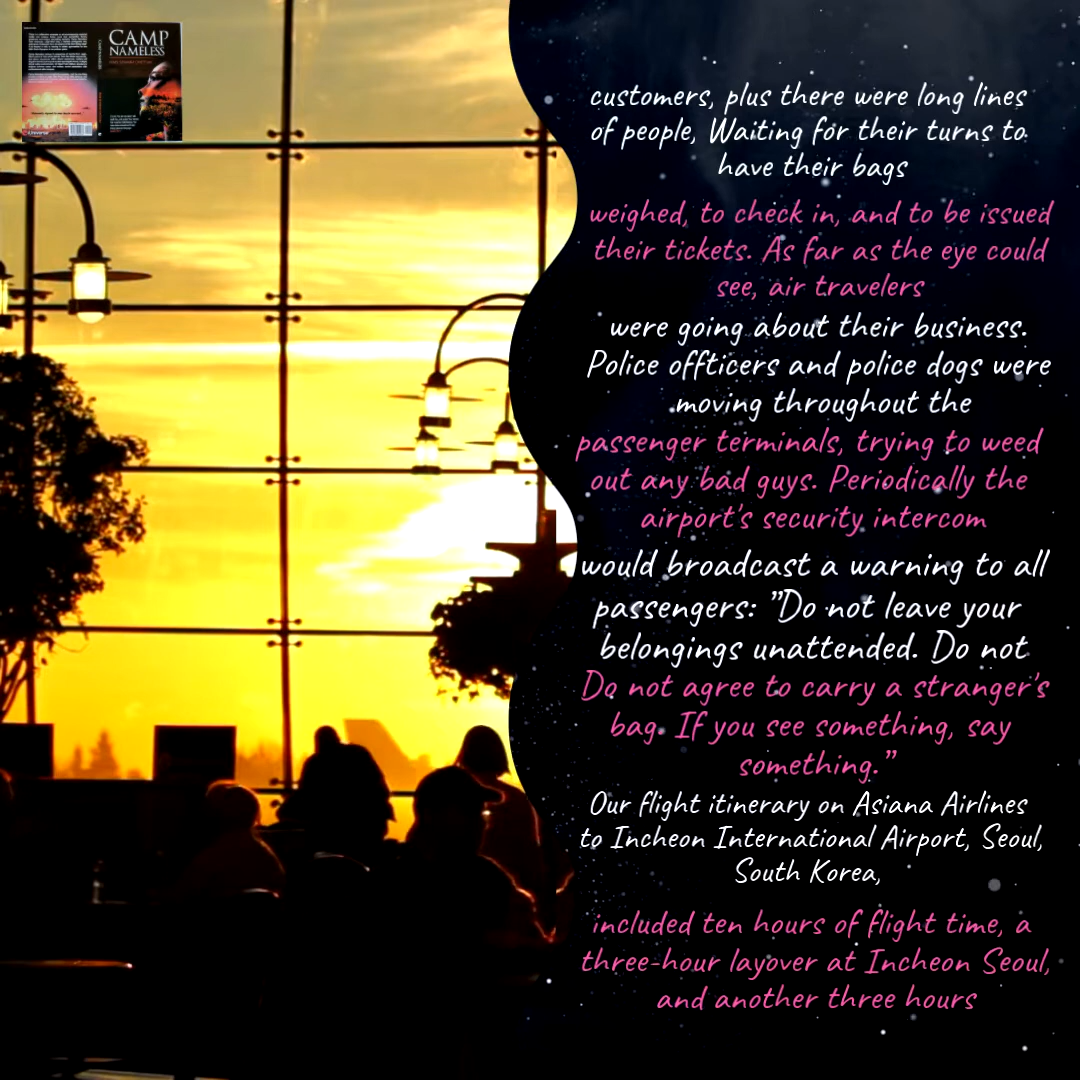 CAMP
NAMELESS
customers, plus there were long lines
of people, Waiting for their turns to
have their bags
weighed, to check in, and to be issued
their tickets. As far as the eye could
see, air travelers
were going about their business.
Police offticers and police dogs were
moving throughout the
passenger terminals, trying to weed
out any bad guys. Periodically the
airport's security intercom
would broadcast a warning to all
passengers: "Do not leave your
belongings unattended. Do not
Do not agree to carry a stranger's
bag. If you see something, say
something."
Our flight itinerary on Asiana Airlines
to Incheon International Airport, Seoul,
South Korea,
included ten hours of flight time, a
three-hour layover at Incheon Seoul,
and another three hours